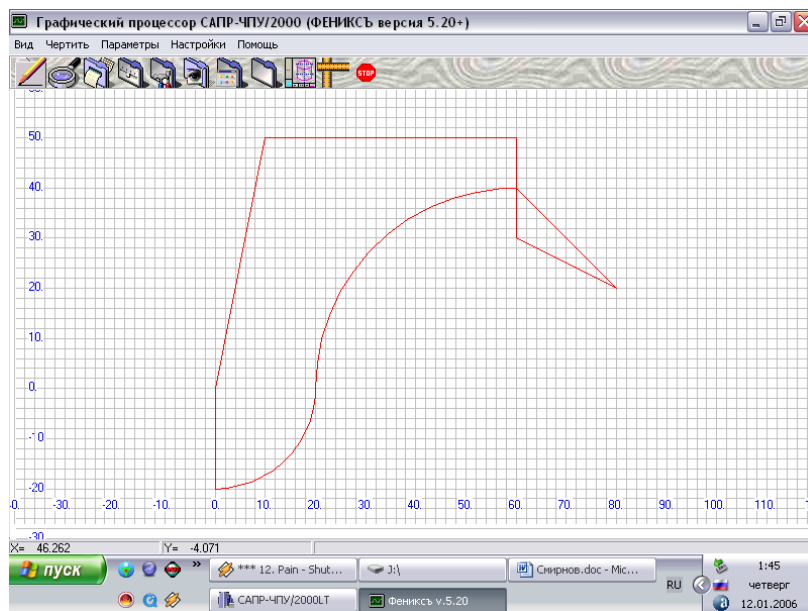 Графический процессор САПР-ЧПУ/2000 (ФЕНИКСЪ версия 5.20+)
Вид Чертить Параметры Настройки Помощь
STOP
50.
40.
30.
20.
10.
0.
-10
-20
-0. -30. -20. -10. 0. 10. 20. 30. 40. 50. 60. 70. 80. 90. 100. 110.
-30
X= 46.262 Y= -4.071
пуск » *** 12. Pain - Shut... J:\ Смирнов.doc - Mic... 1:45
RU четверг
САПР-ЧПУ/2000LT Фениксъ v.5.20 12.01.2006